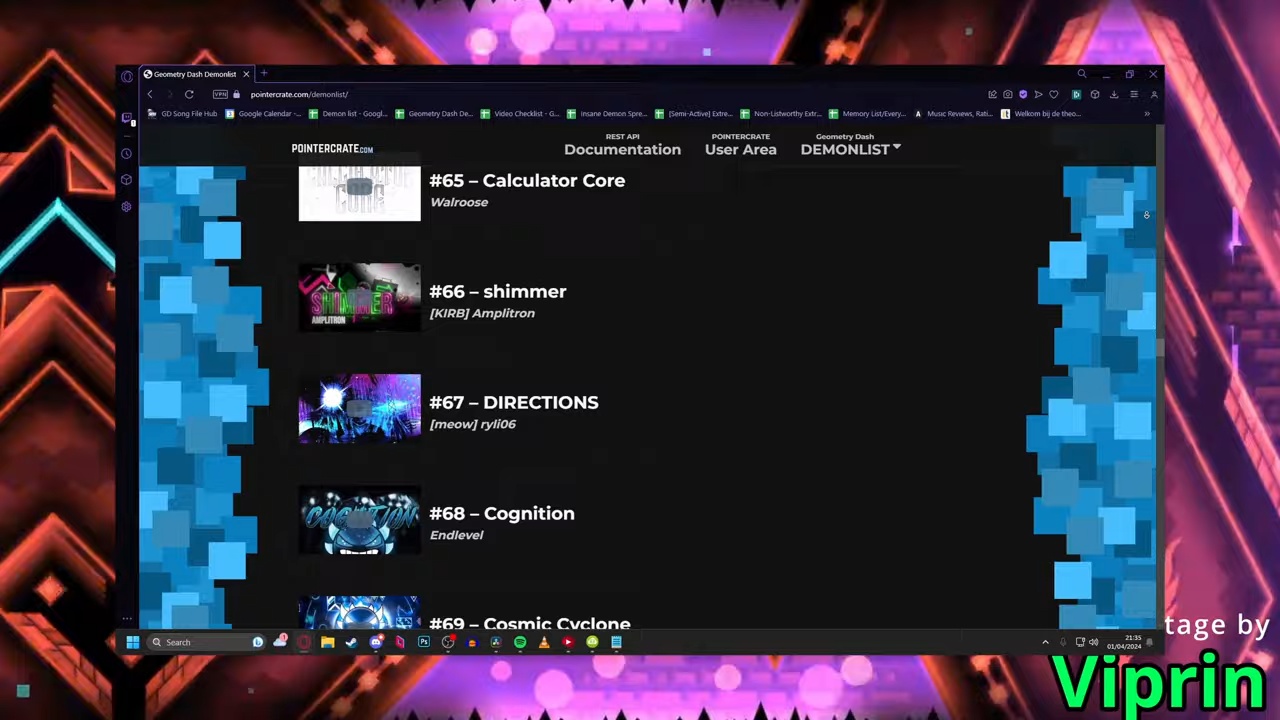 Geometry Dash Demonlist
VPN
pointercrate.com/demonlist/
GD Song File Hub
Google Calendar -...
Demon list - Googl...
Geometry Dash De...
Video Checklist - G...
Insane Demon Spre...
[Semi-Active] Extre...
Non-Listworthy Extr...
Memory List/Every...
Music Reviews, Rati...
Welkom bij de theo...
POINTERCRATE.COM
REST API
Documentation
POINTERCRATE
User Area
Geometry Dash
DEMONLIST
#65 – Calculator Core
Walroose
SHIMMER
AMPLITRON
#66 – shimmer
[KIRB] Amplitron
#67 – DIRECTIONS
[meow] ryli06
COGNITION
#68 – Cognition
Endlevel
#69 – Cosmic Cyclone
Search
21:35
01/04/2024
tage by
Viprin